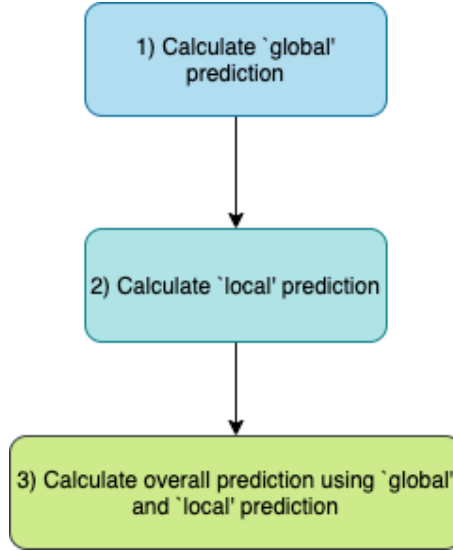 1) Calculate `global'
prediction
2) Calculate `local' prediction
3) Calculate overall prediction using `global'
and `local' prediction